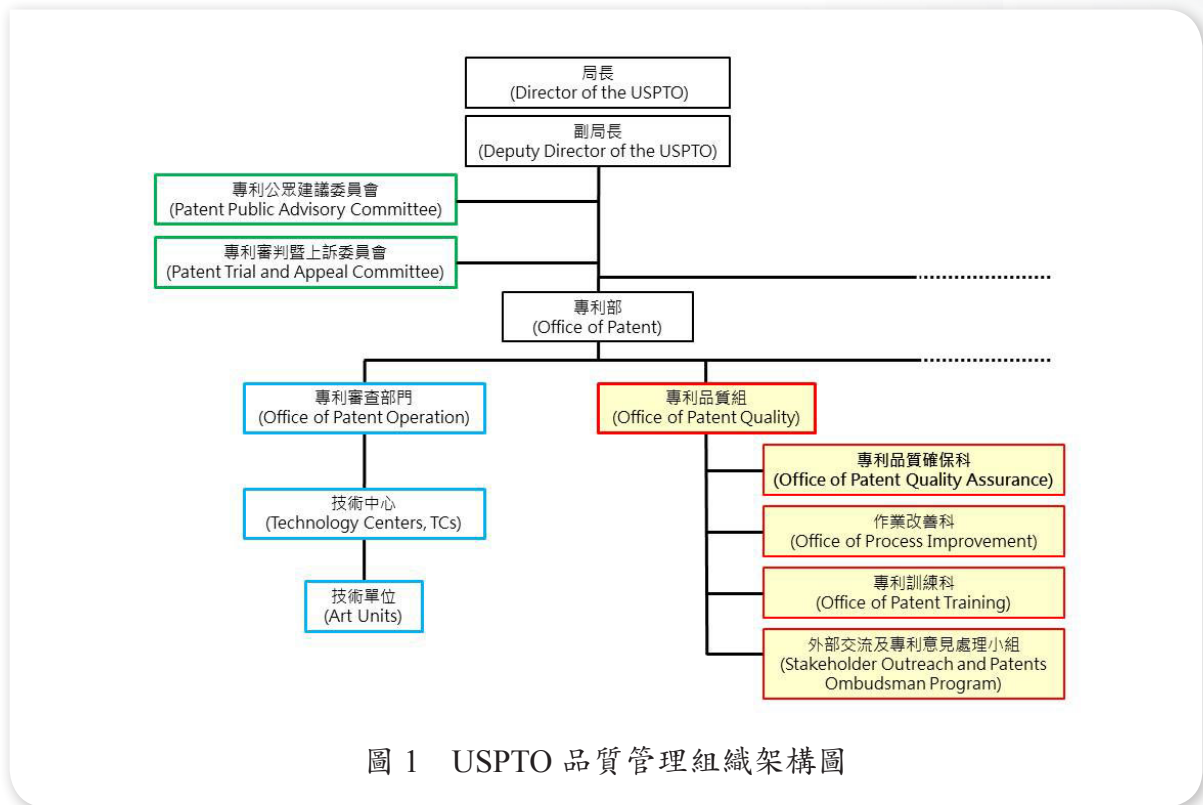 局長
(Director of the USPTO)
副局長
(Deputy Director of the USPTO)
專利公眾建議委員會
(Patent Public Advisory Committee)
專利審判暨上訴委員會
(Patent Trial and Appeal Committee)
專利部
(Office of Patent)
專利審查部門
(Office of Patent Operation)
專利品質組
(Office of Patent Quality)
技術中心
(Technology Centers, TCs)
技術單位
(Art Units)
專利品質確保科
(Office of Patent Quality Assurance)
作業改善科
(Office of Process Improvement)
專利訓練科
(Office of Patent Training)
外部交流及專利意見處理小組
(Stakeholder Outreach and Patents
Ombudsman Program)
圖 1 USPTO 品質管理組織架構圖